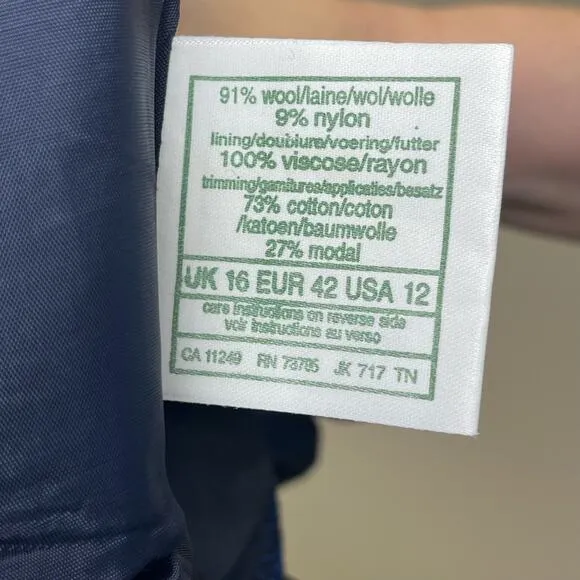 91% wool/laine/wol/wolle
9% nylon
lining/doublure/voering/futter
100% viscose/rayon
trimming/garnitures/applicaties/besatz
73% cotton/coton
/katoen/baumwolle
27% modal
UK 16 EUR 42 USA 12
care instructions on reverse side
voir instructions au verso
CA 11249 RN 73795 JK 717 TN